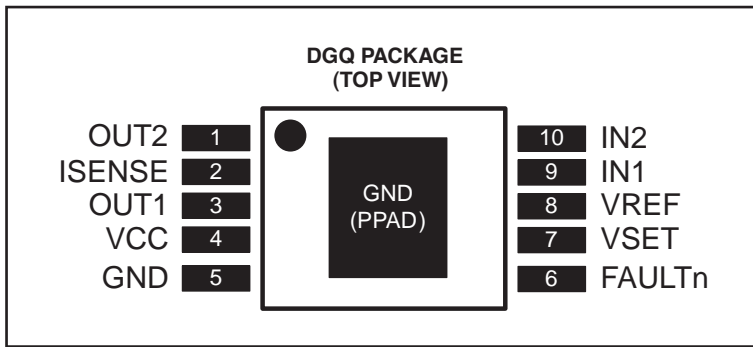 DGQ PACKAGE
(TOP VIEW)
OUT2 1
ISENSE 2
OUT1 3
VCC 4
GND 5
GND
(PPAD)
10 IN2
9 IN1
8 VREF
7 VSET
6 FAULTn